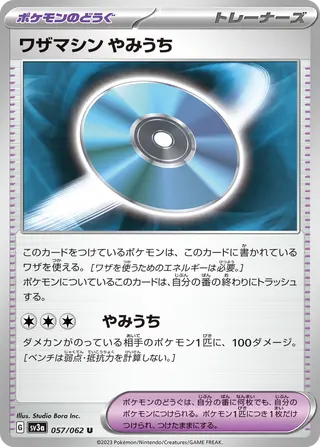 ポケモンのどうぐ トレーナーズ
ワザマシン やみうち
このカードをつけているポケモンは、このカードに書かれている
ワザを使える。[ワザを使うためのエネルギーは必要。]
ポケモンについているこのカードは、自分の番の終わりにトラッシュ
する。
やみうち
ダメカンがのっている相手のポケモン1匹に、100ダメージ。
[ベンチは弱点・抵抗力を計算しない。]
ポケモンのどうぐは、自分の番に何枚でも、
自分のポケモンにつけられる。ポケモン1匹につき1枚だけ
つけられ、つけたままにする。
Illus. Studio Bora Inc.
G sv3a 057/062 U
©2023 Pokémon/Nintendo/Creatures/GAME FREAK.